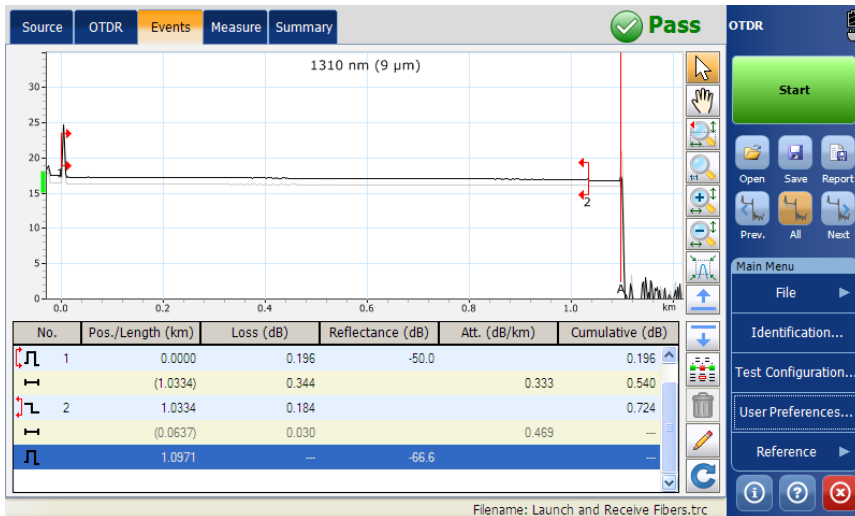 Source OTDR Events Measure Summary Pass OTDR
1310 nm (9 µm)
Start
30
25
20
15
10
5
0
1
2
A
0.0 0.2 0.4 0.6 0.8 1.0 km
1:1
Open Save Report
Prev. All Next
Main Menu
File
Identification...
Test Configuration...
User Preferences...
Reference
No. Pos./Length (km) Loss (dB) Reflectance (dB) Att. (dB/km) Cumulative (dB)
1 0.0000 0.196 -50.0 0.196
(1.0334) 0.344 0.333 0.540
2 1.0334 0.184 0.724
(0.0637) 0.030 0.469 ---
1.0971 --- -66.6 ---
Filename: Launch and Receive Fibers.trc